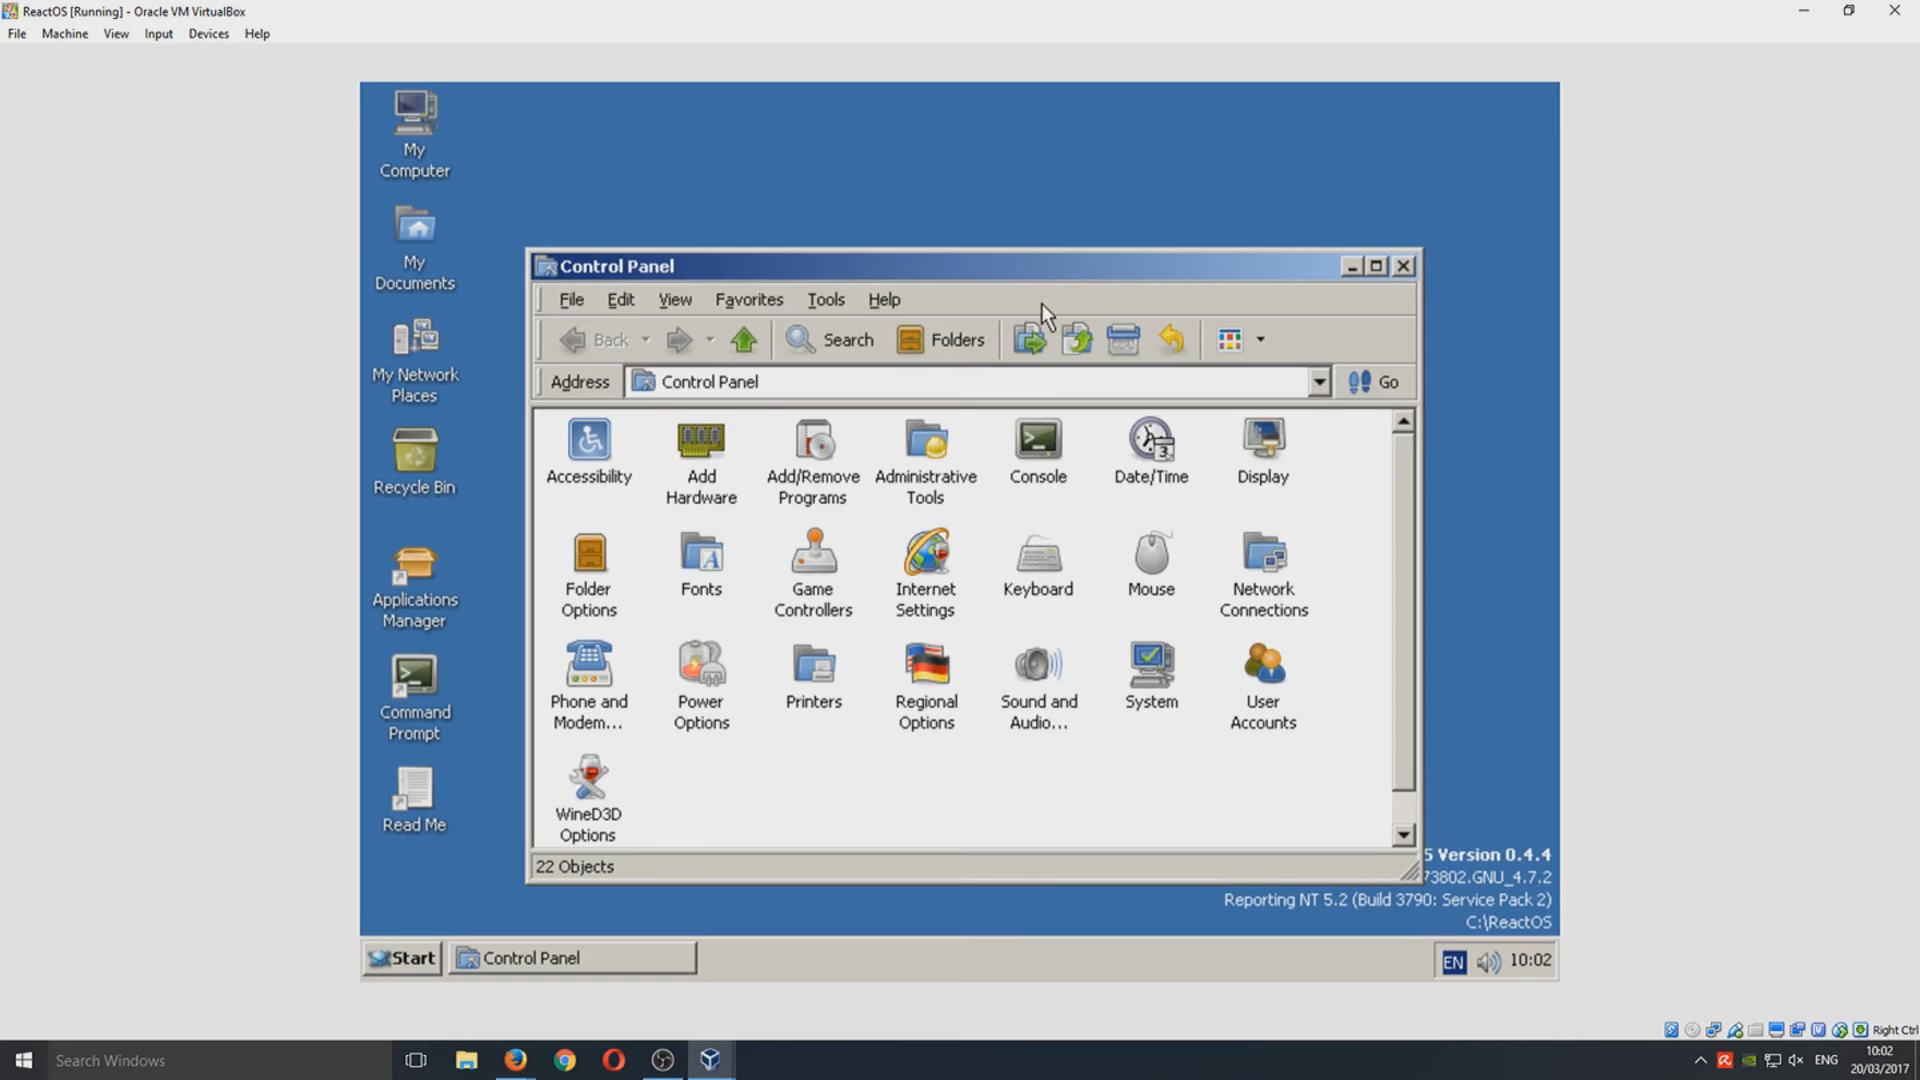 ReactOS [Running] - Oracle VM VirtualBox
File Machine View Input Devices Help
My
Computer
My
Documents
My Network
Places
Recycle Bin
Applications
Manager
Command
Prompt
Read Me
Control Panel
File Edit View Favorites Tools Help
Back Search Folders
Address Control Panel Go
Accessibility
Add
Hardware
Add/Remove
Programs
Administrative
Tools
Console
Date/Time
Display
Folder
Options
Fonts
Game
Controllers
Internet
Settings
Keyboard
Mouse
Network
Connections
Phone and
Modem...
Power
Options
Printers
Regional
Options
Sound and
Audio...
System
User
Accounts
WineD3D
Options
22 Objects
Version 0.4.4
73802.GNU_4.7.2
Reporting NT 5.2 (Build 3790: Service Pack 2)
C:\ReactOS
Start Control Panel EN 10:02
Right Ctrl
Search Windows
ENG
10:02
20/03/2017